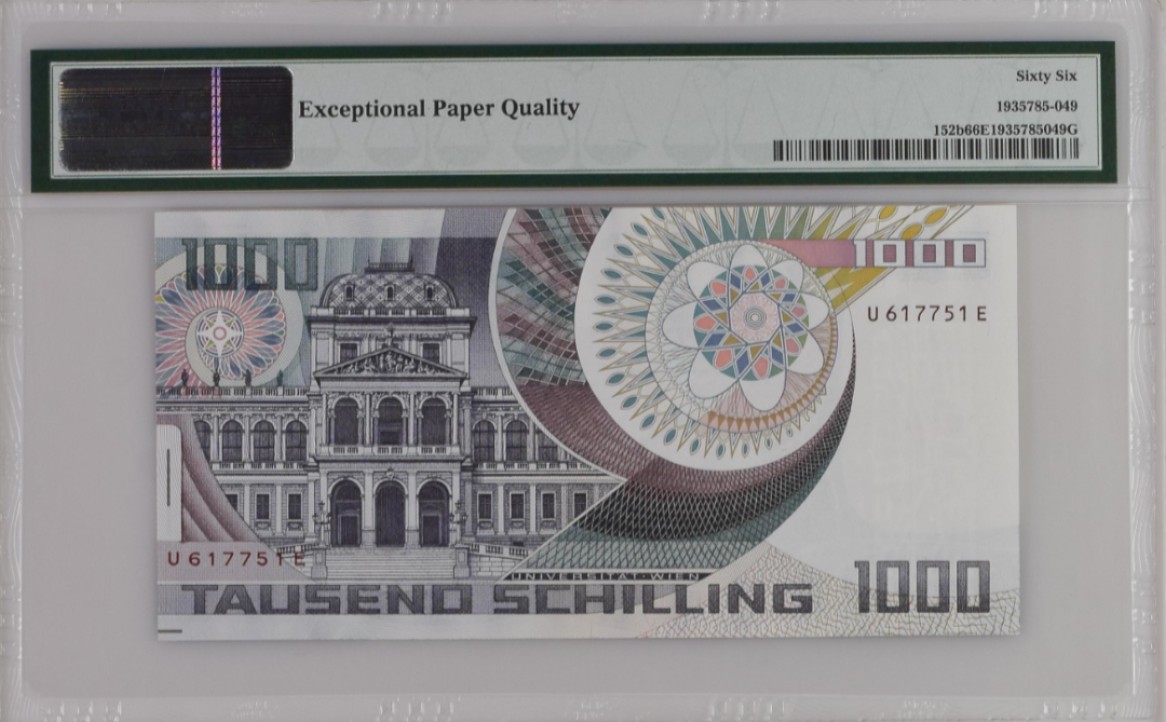 Sixty Six
Exceptional Paper Quality
1935785-049
152b66E1935785049G
1000
1000
U 617751 E
U 617751 E
UNIVERSITÄT·WIEN
TAUSEND SCHILLING 1000